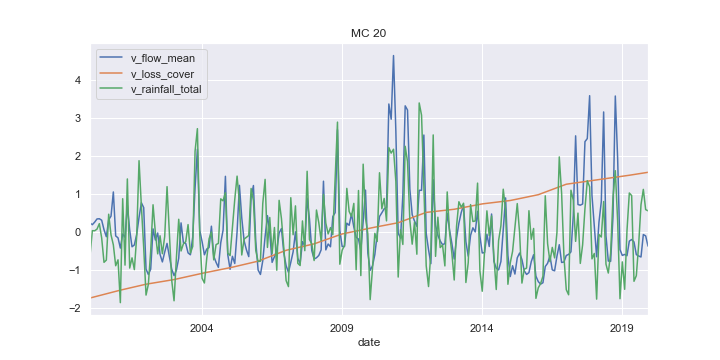 MC 20
v_flow_mean
v_loss_cover
v_rainfall_total
4
3
2
1
0
−1
−2
2004 2009 2014 2019
date